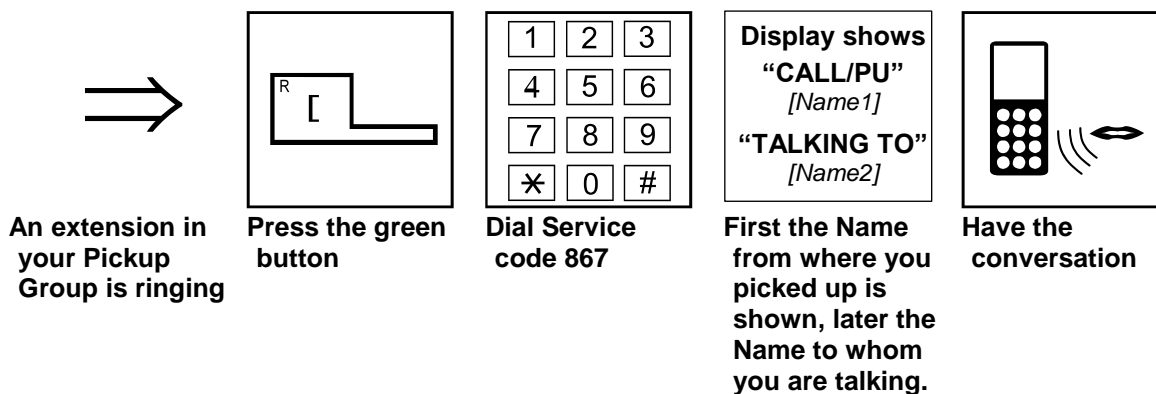 R
[
1 2 3
4 5 6
7 8 9
* 0 #
Display shows
“CALL/PU”
[Name1]
“TALKING TO”
[Name2]
An extension in
your Pickup
Group is ringing
Press the green
button
Dial Service
code 867
First the Name
from where you
picked up is
shown, later the
Name to whom
you are talking.
Have the
conversation